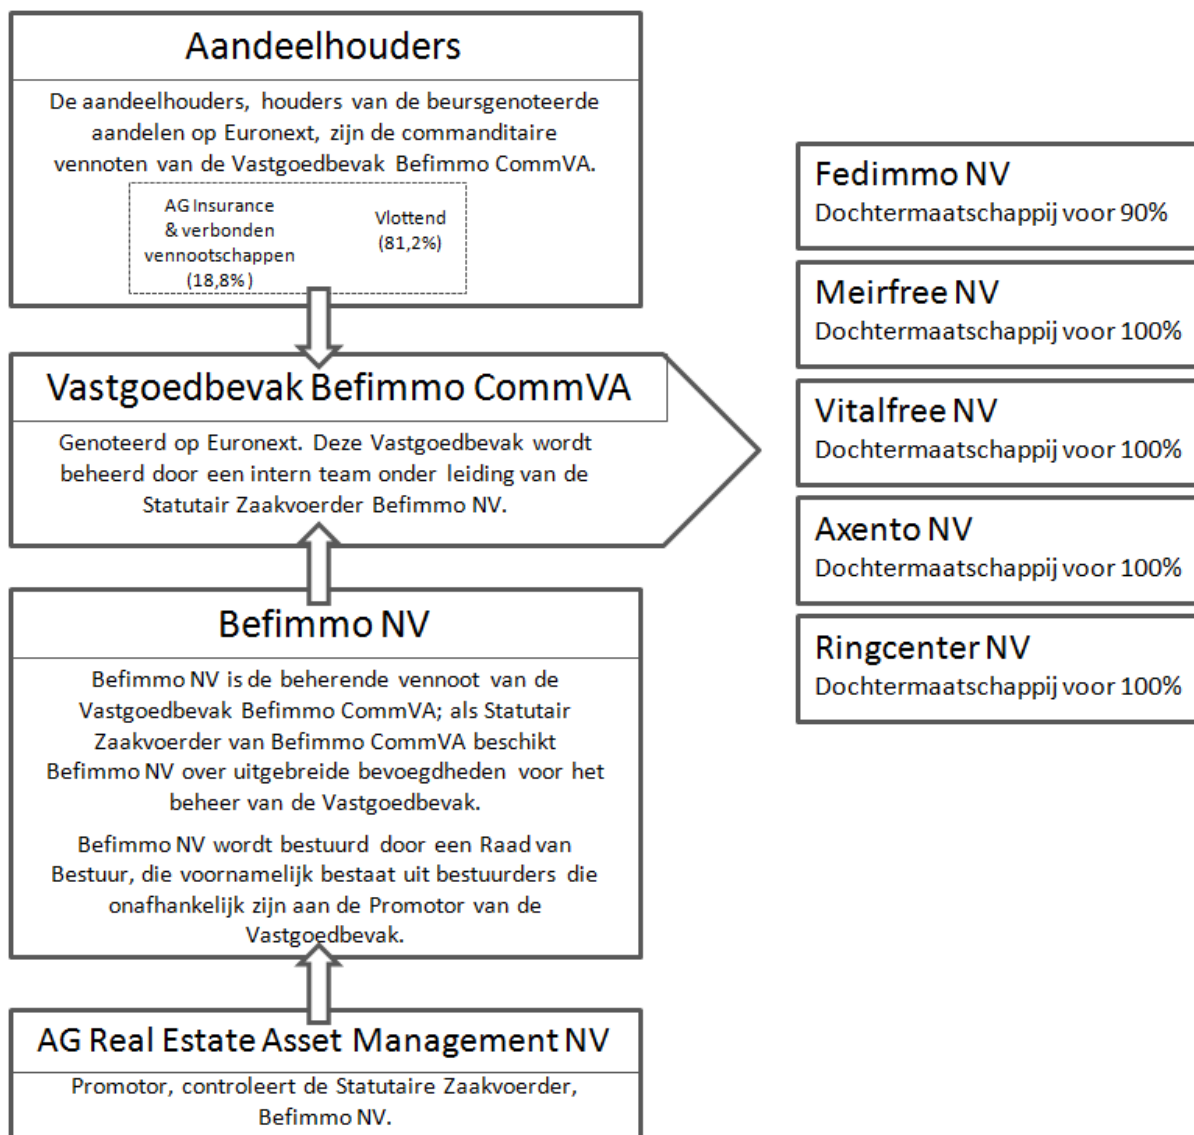 Aandeelhouders
De aandeelhouders, houders van de beursgenoteerde
aandelen op Euronext, zijn de commanditaire
vennoten van de Vastgoedbevak Befimmo CommVA.
AG Insurance
& verbonden
vennootschappen
(18,8%)
Vlottend
(81,2%)
Vastgoedbevak Befimmo CommVA
Genoteerd op Euronext. Deze Vastgoedbevak wordt
beheerd door een intern team onder leiding van de
Statutair Zaakvoerder Befimmo NV.
Befimmo NV
Befimmo NV is de beherende vennoot van de
Vastgoedbevak Befimmo CommVA; als Statutair
Zaakvoerder van Befimmo CommVA beschikt
Befimmo NV over uitgebreide bevoegdheden voor het
beheer van de Vastgoedbevak.
Befimmo NV wordt bestuurd door een Raad van
Bestuur, die voornamelijk bestaat uit bestuurders die
onafhankelijk zijn aan de Promotor van de
Vastgoedbevak.
AG Real Estate Asset Management NV
Promotor, controleert de Statutaire Zaakvoerder,
Befimmo NV.
Fedimmo NV
Dochtermaatschappij voor 90%
Meirfree NV
Dochtermaatschappij voor 100%
Vitalfree NV
Dochtermaatschappij voor 100%
Axento NV
Dochtermaatschappij voor 100%
Ringcenter NV
Dochtermaatschappij voor 100%